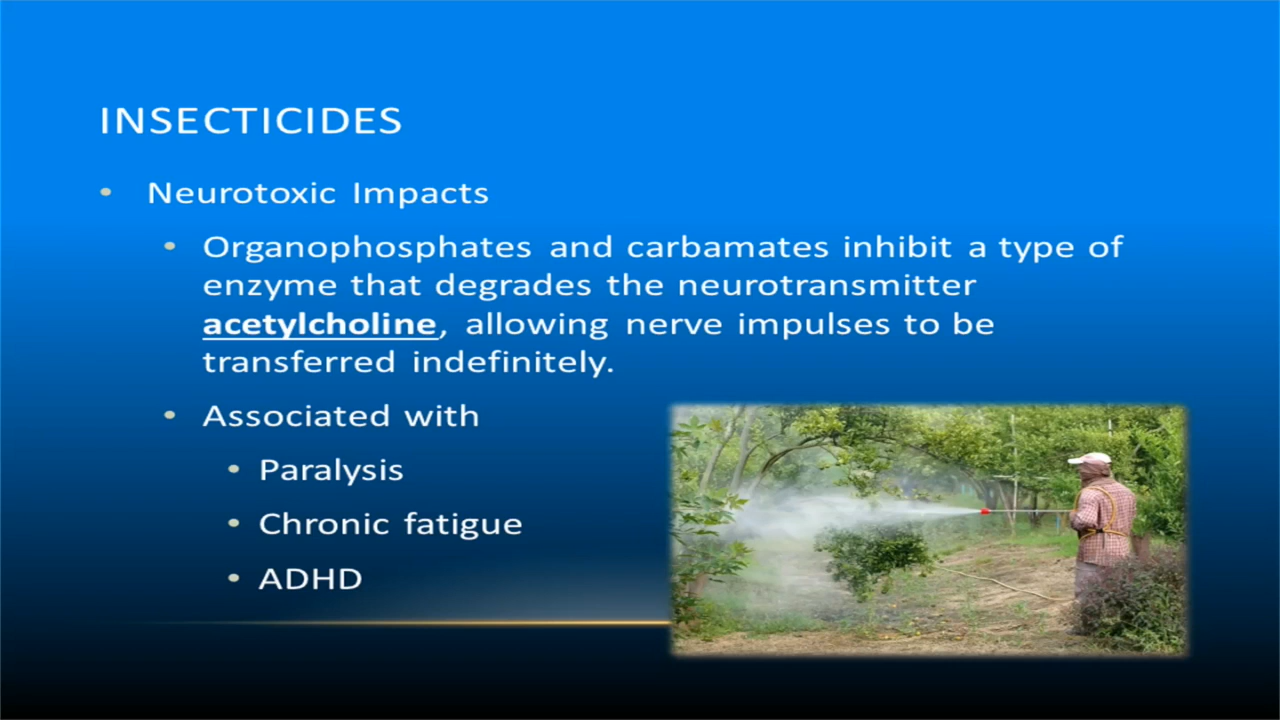 INSECTICIDES
• Neurotoxic Impacts
• Organophosphates and carbamates inhibit a type of
enzyme that degrades the neurotransmitter
acetylcholine, allowing nerve impulses to be
transferred indefinitely.
• Associated with
• Paralysis
• Chronic fatigue
• ADHD